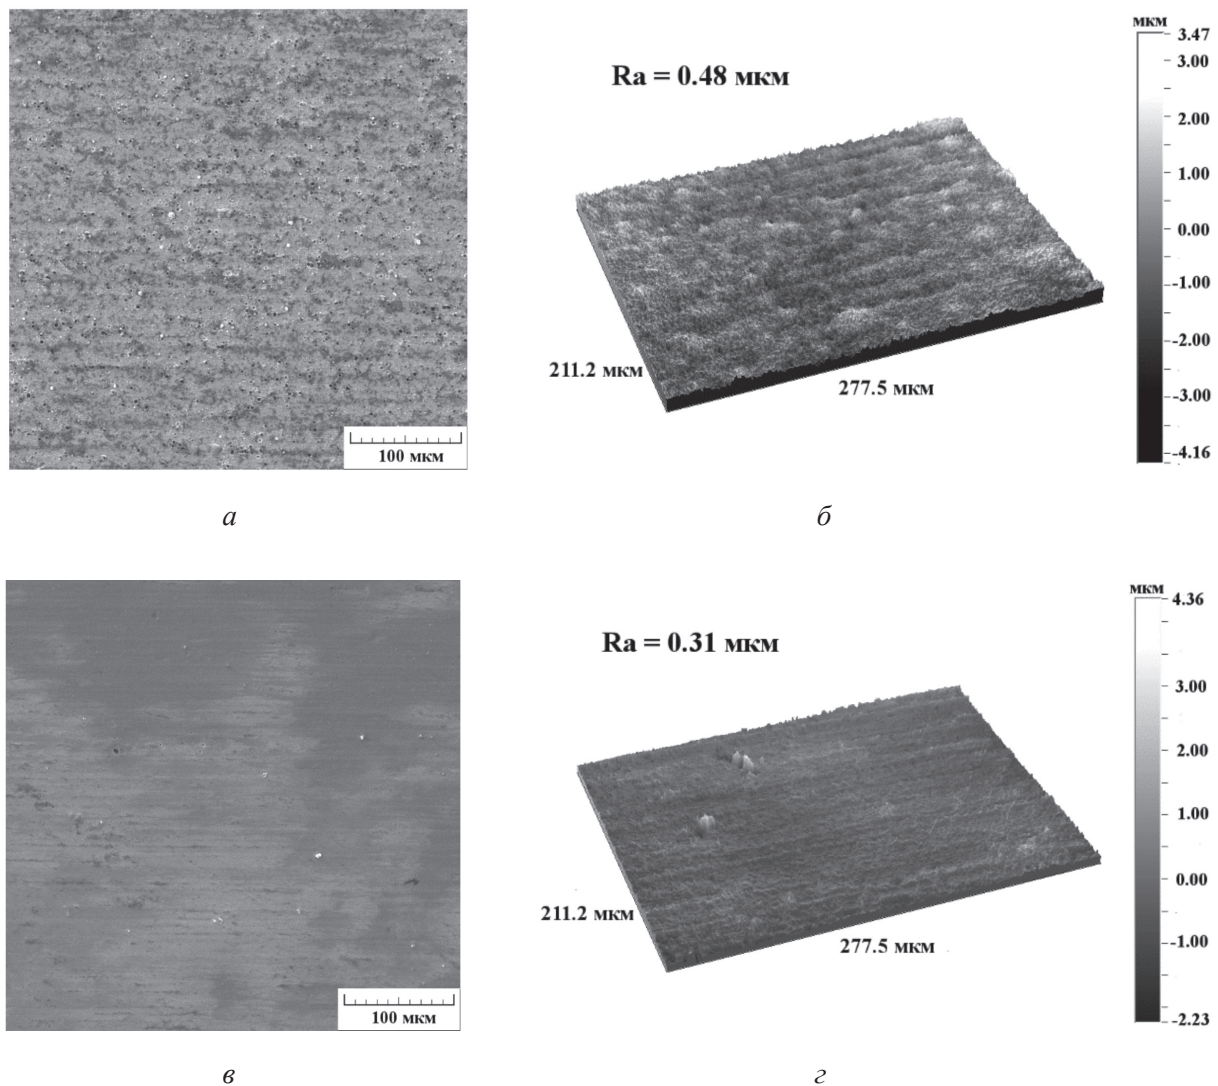 мкм
3.47
Ra = 0.48 мкм
3.00
2.00
1.00
0.00
-1.00
-2.00
211.2 мкм
277.5 мкм
-3.00
100 мкм
-4.16
а
б
мкм
4.36
Ra = 0.31 мкм
3.00
2.00
1.00
0.00
211.2 мкм
277.5 мкм
-1.00
100 мкм
-2.23
в
г